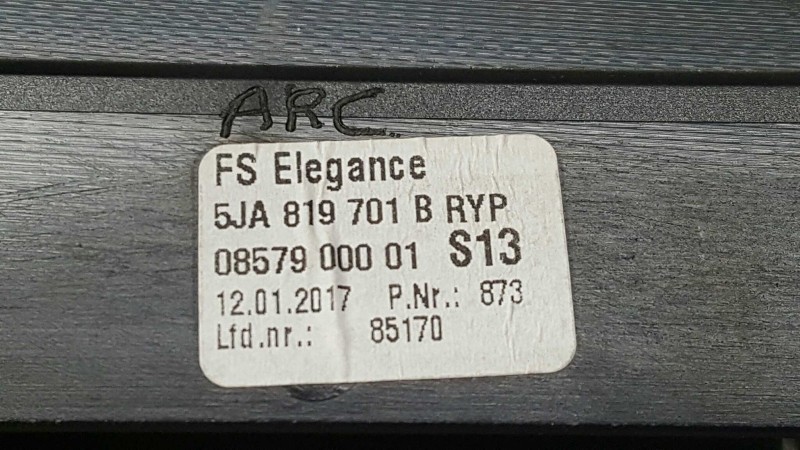 ARC
FS Elegance
5JA 819 701 B RYP
08579 000 01 S13
12.01.2017 P.Nr.: 873
Lfd.nr.: 85170